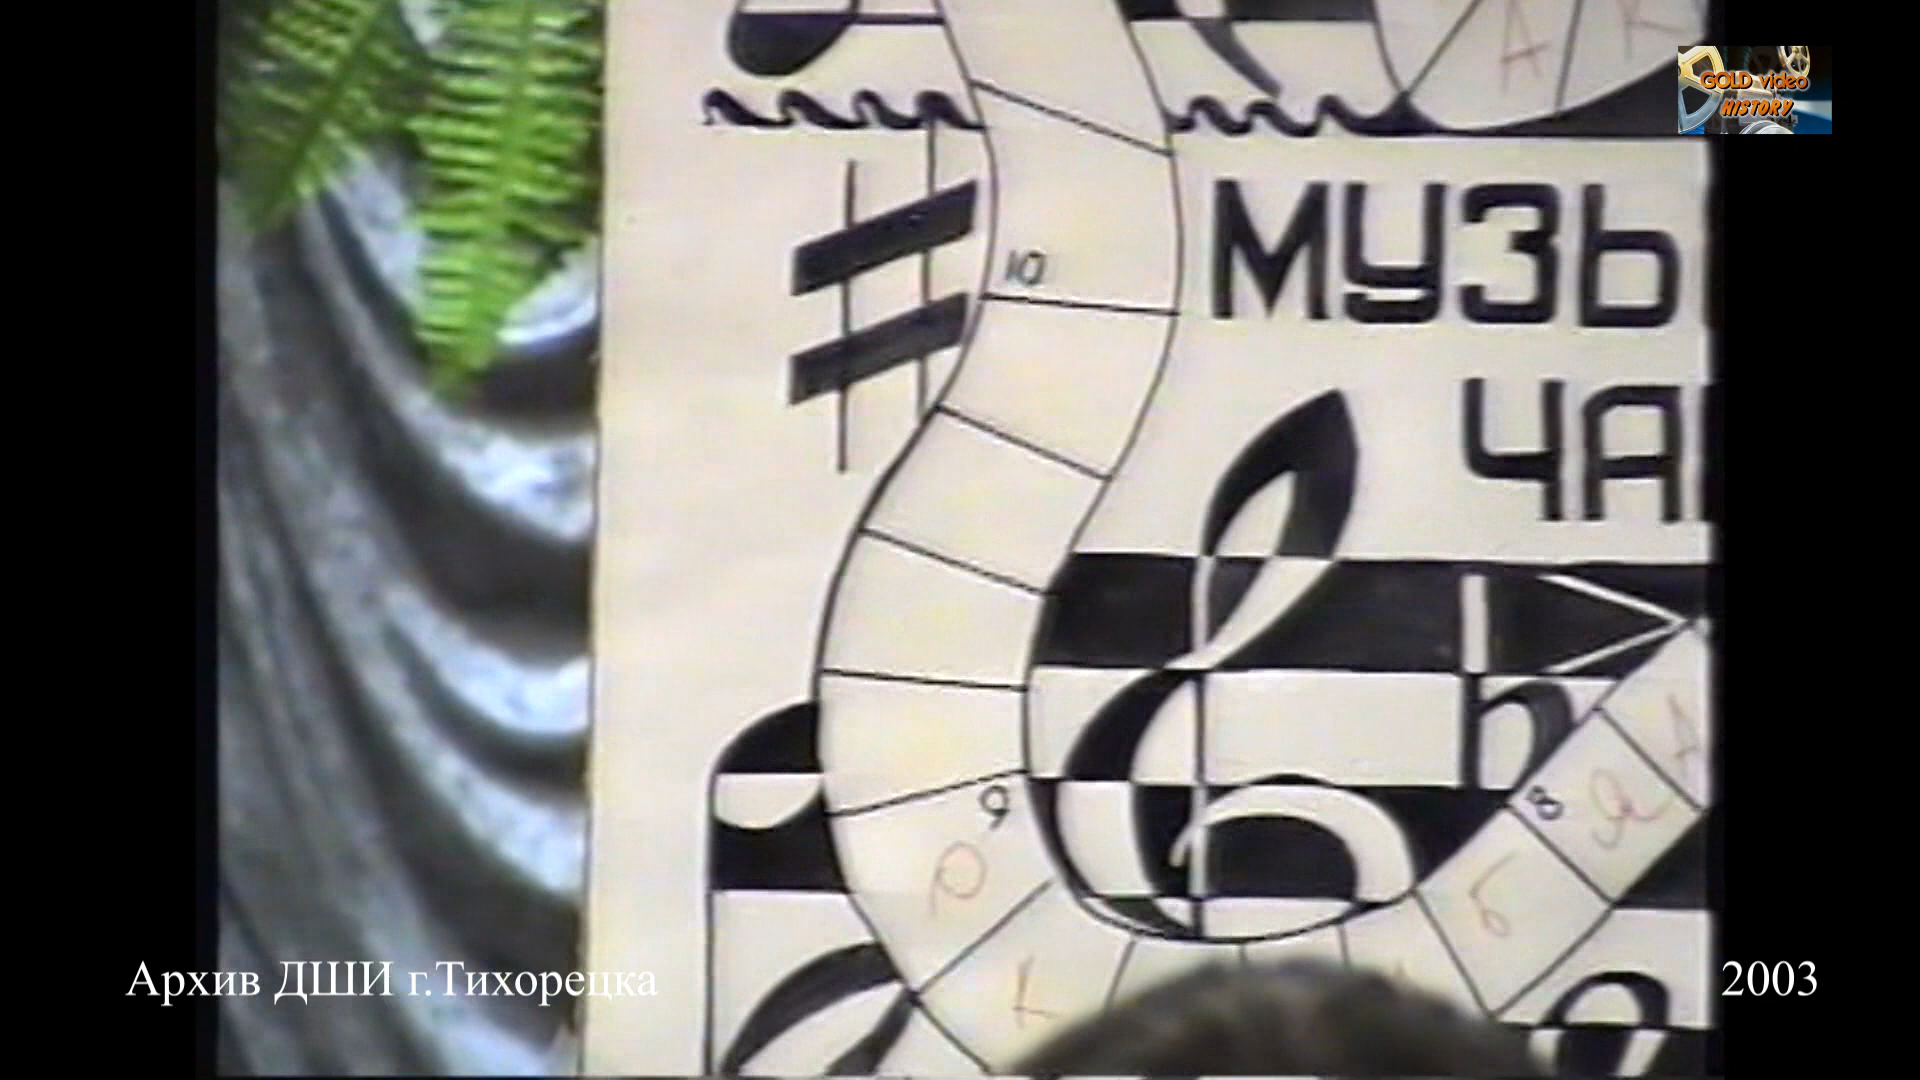 А К
GOLD video
HISTORY
МУЗЫ
10
ЧА
9
8
А
Я
Б
О
К
Архив ДШИ г.Тихорецка
2003